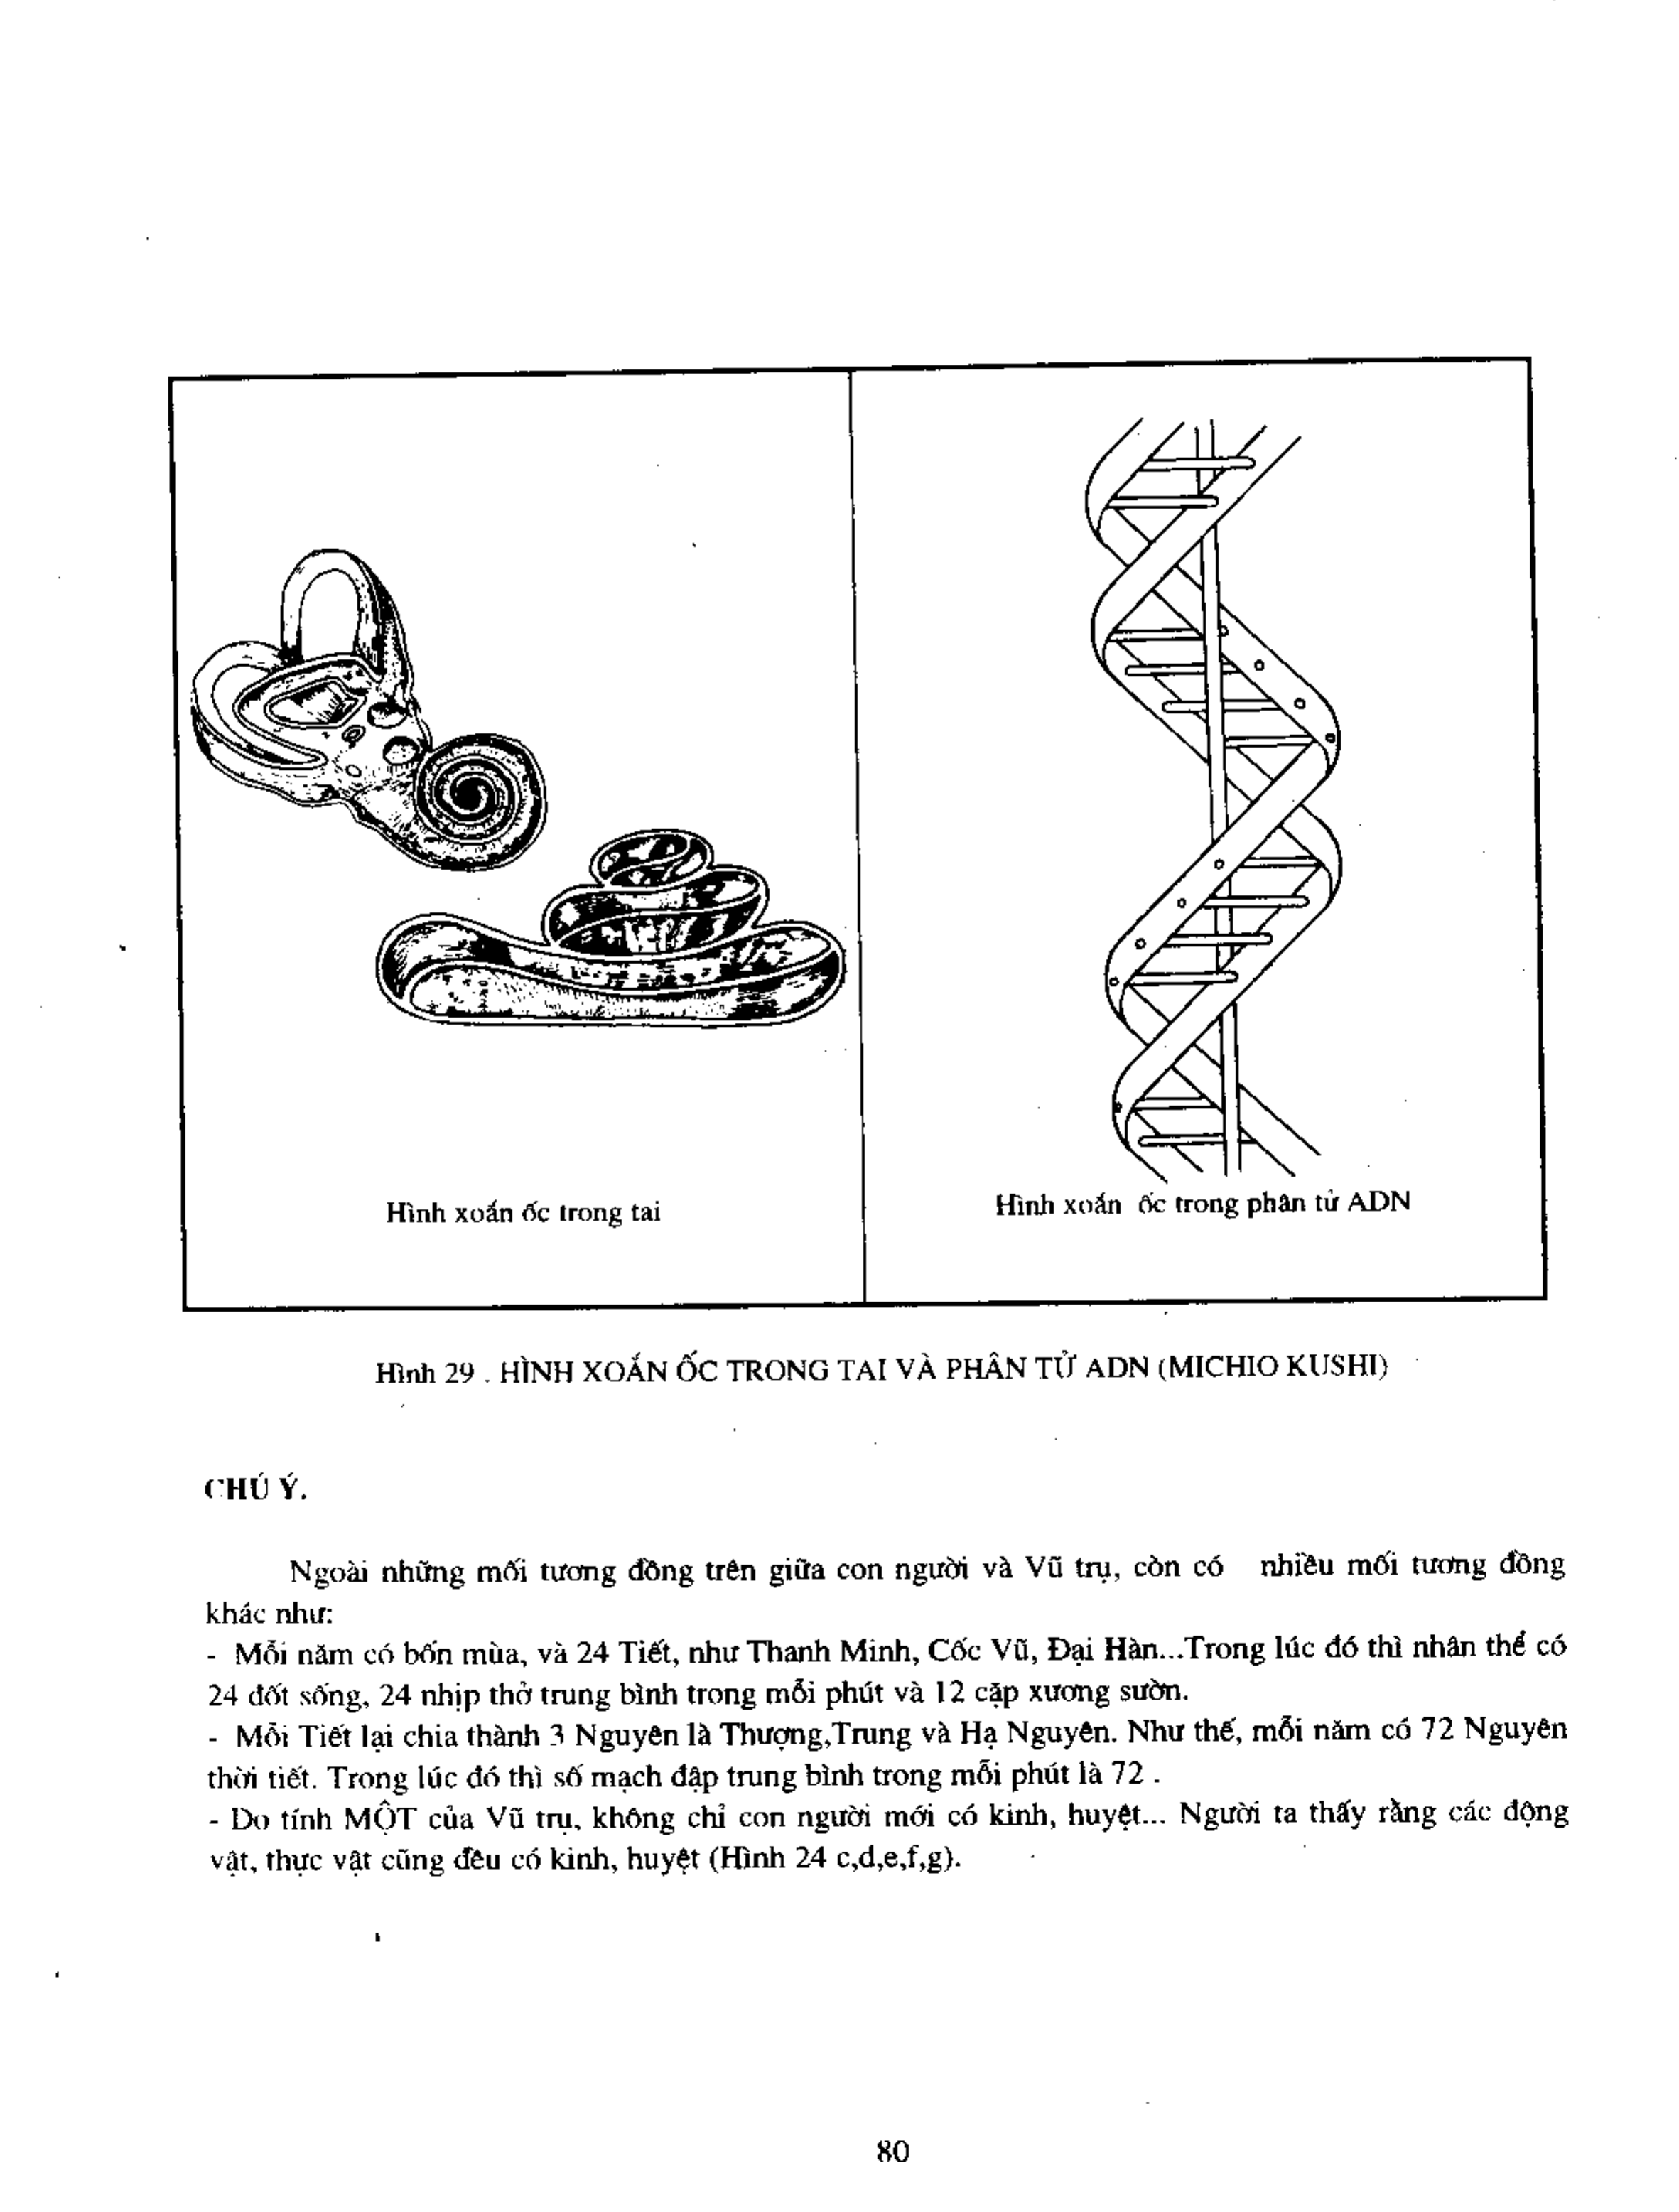 Hình xoắn ốc trong tai
Hình xoắn ốc trong phân tử ADN
Hình 29 . HÌNH XOẮN ỐC TRONG TAI VÀ PHÂN TỬ ADN (MICHIO KUSHI)
CHÚ Ý.
Ngoài những mối tương đồng trên giữa con người và Vũ trụ, còn có nhiều mối tương đồng
khác như:
- Mỗi năm có bốn mùa, và 24 Tiết, như Thanh Minh, Cốc Vũ, Đại Hàn...Trong lúc đó thì nhân thể có
24 đốt sống, 24 nhịp thở trung bình trong mỗi phút và 12 cặp xương sườn.
- Mỗi Tiết lại chia thành 3 Nguyên là Thượng,Trung và Hạ Nguyên. Như thế, mỗi năm có 72 Nguyên
thời tiết. Trong lúc đó thì số mạch đập trung bình trong mỗi phút là 72 .
- Do tính MỘT của Vũ trụ, không chỉ con người mới có kinh, huyệt... Người ta thấy rằng các động
vật, thực vật cũng đều có kinh, huyệt (Hình 24 c,d,e,f,g).
80